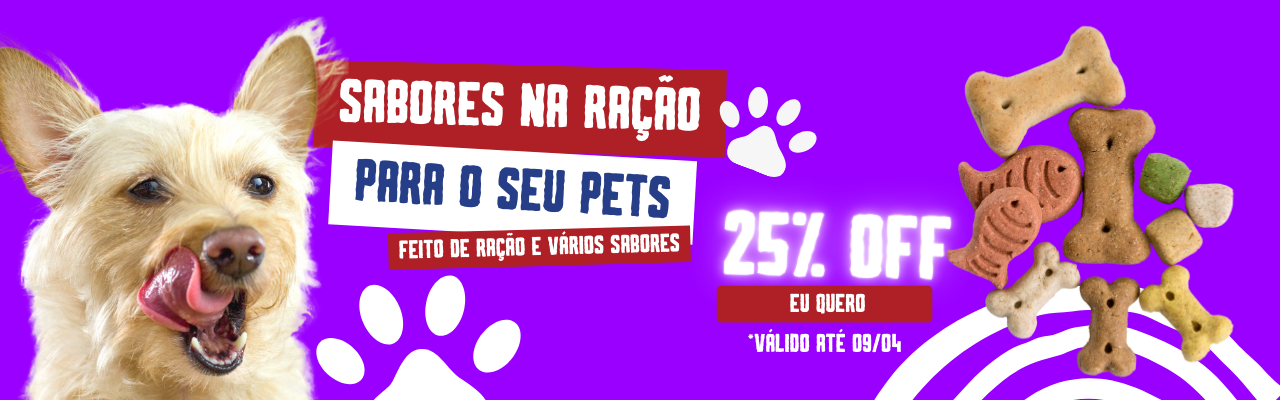 SABORES NA RAÇÃO
PARA O SEU PETS
FEITO DE RAÇÃO E VÁRIOS SABORES
25% OFF
EU QUERO
*VÁLIDO ATÉ 09/04